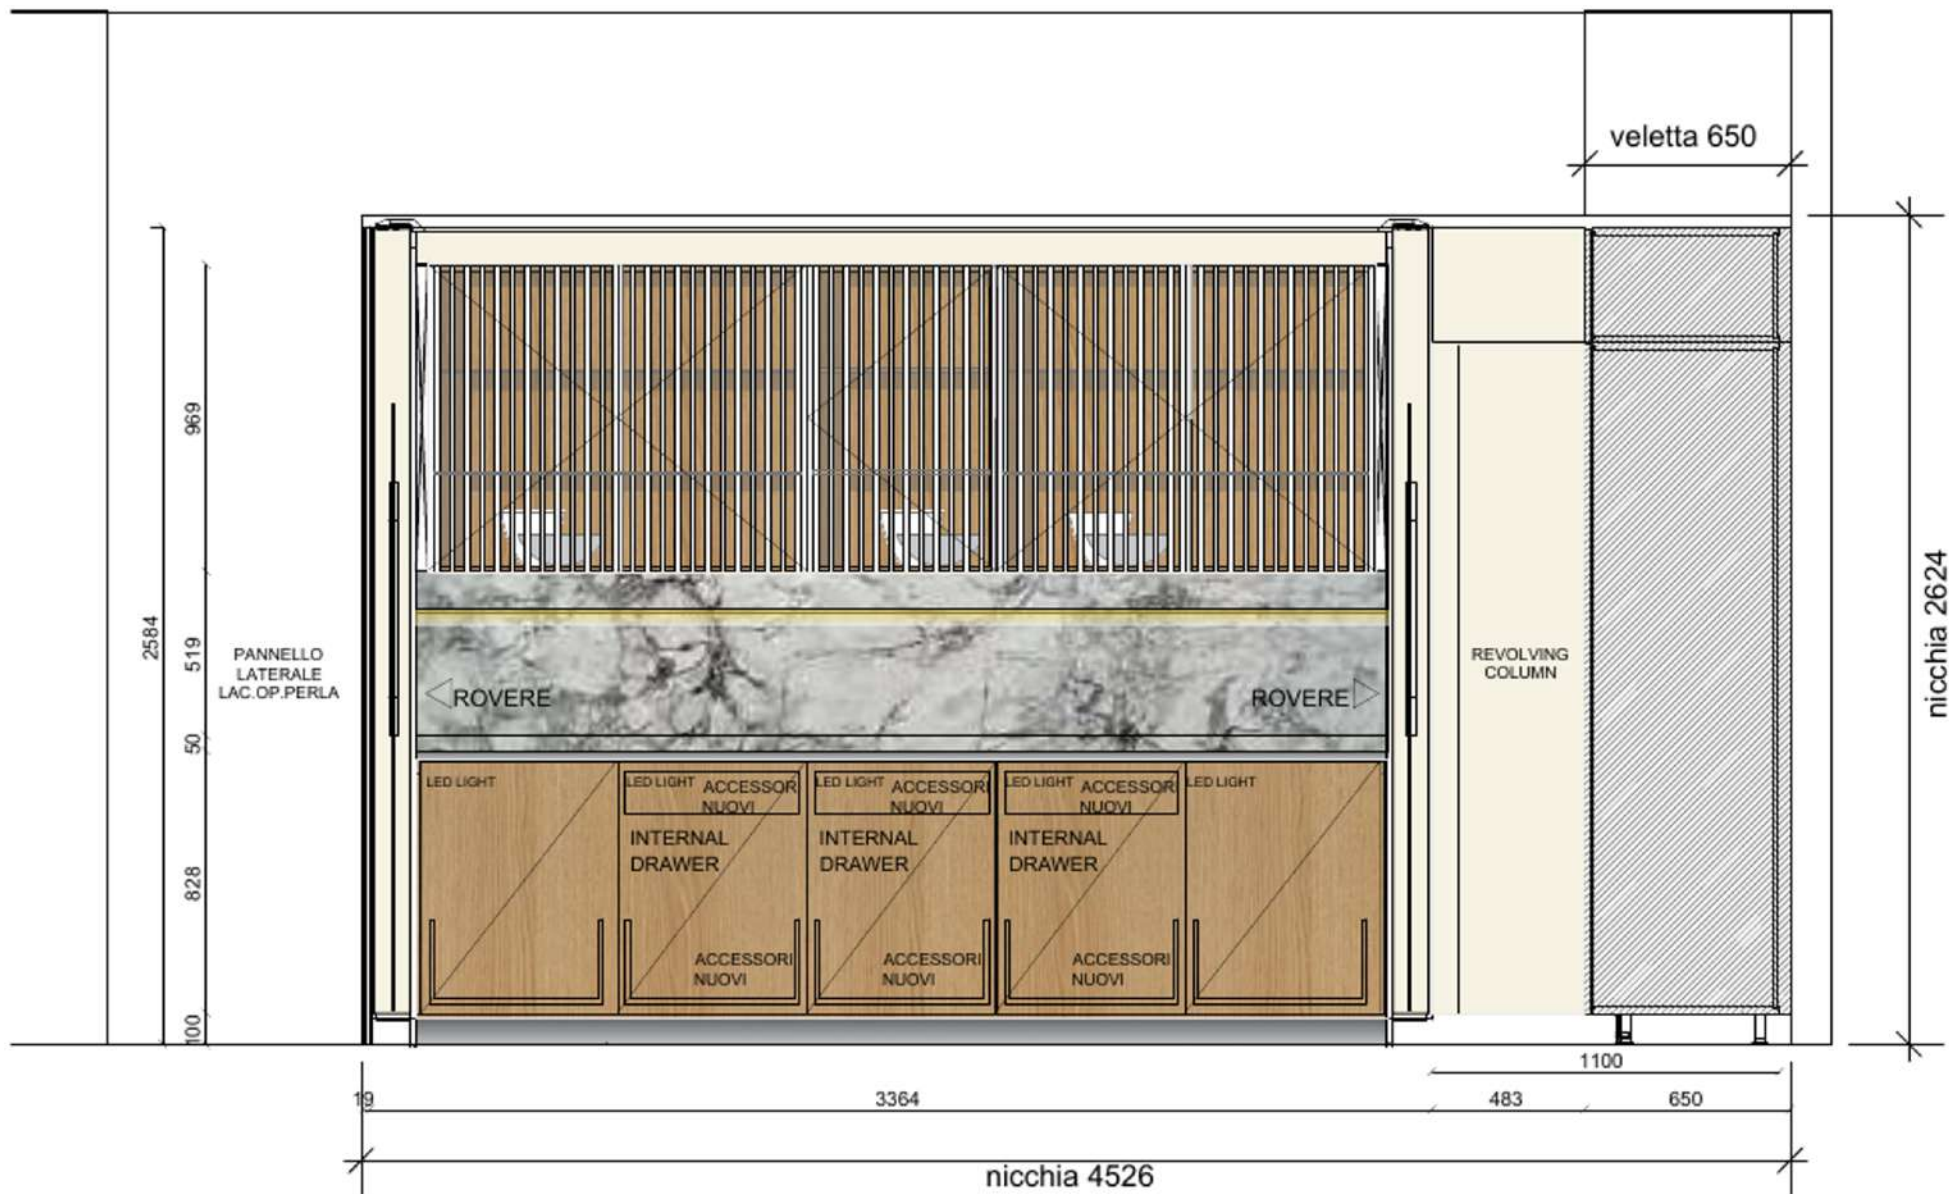 veletta 650
969
2584
519
50
828
100
PANNELLO
LATERALE
LAC.OP.PERLA
ROVERE
ROVERE
REVOLVING
COLUMN
nicchia 2624
LED LIGHT
LED LIGHT
ACCESSORI
NUOVI
LED LIGHT
ACCESSORI
NUOVI
LED LIGHT
ACCESSORI
NUOVI
LED LIGHT
INTERNAL
DRAWER
INTERNAL
DRAWER
INTERNAL
DRAWER
ACCESSORI
NUOVI
ACCESSORI
NUOVI
ACCESSORI
NUOVI
1100
19
3364
483
650
nicchia 4526